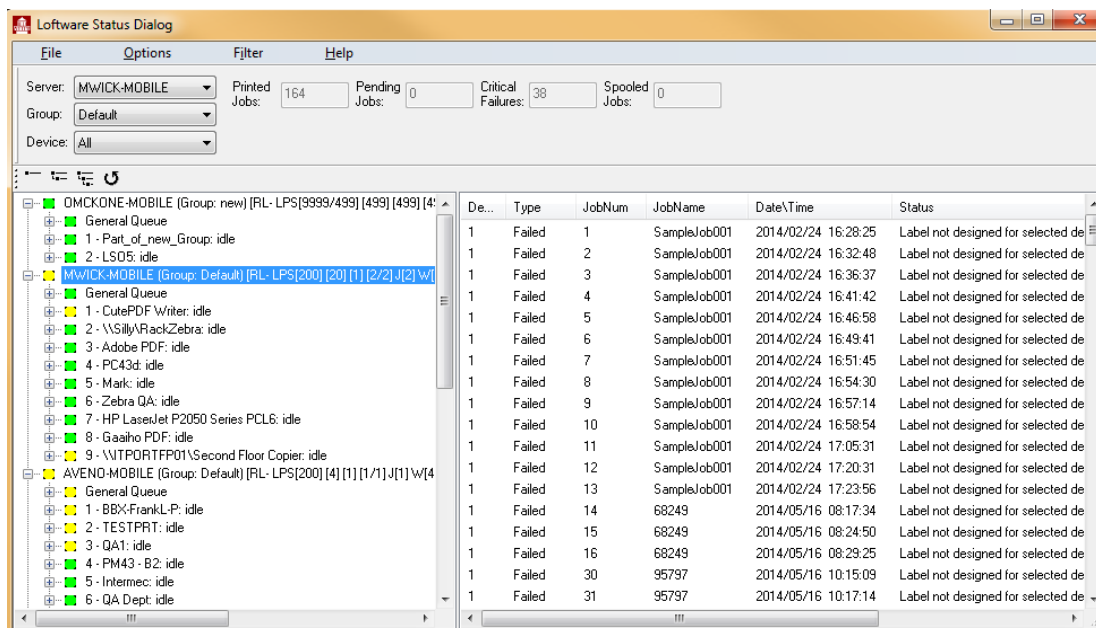 Loftware Status Dialog
File Options Filter Help
Server: MWICK-MOBILE Printed Jobs: 164 Pending Jobs: 0 Critical Failures: 38 Spooled Jobs: 0
Group: Default
Device: All
OMCKONE-MOBILE (Group: new) [RL- LPS[9999/499] [499] [499] [4
General Queue
1 - Part_of_new_Group: idle
2 - LSO5: idle
MWICK-MOBILE (Group: Default) [RL- LPS[200] [20] [1] [2/2] J[2] W[
General Queue
1 - CutePDF Writer: idle
2 - \\Silly\RackZebra: idle
3 - Adobe PDF: idle
4 - PC43d: idle
5 - Mark: idle
6 - Zebra QA: idle
7 - HP LaserJet P2050 Series PCL6: idle
8 - Gaaiho PDF: idle
9 - \\ITPORTFP01\Second Floor Copier: idle
AVENO-MOBILE (Group: Default) [RL- LPS[200] [4] [1] [1/1] J[1] W[4
General Queue
1 - BBX-FrankL-P: idle
2 - TESTPRT: idle
3 - QA1: idle
4 - PM43 - B2: idle
5 - Intermec: idle
6 - QA Dept: idle
De... Type JobNum JobName Date\Time Status
1 Failed 1 SampleJob001 2014/02/24 16:28:25 Label not designed for selected de
1 Failed 2 SampleJob001 2014/02/24 16:32:48 Label not designed for selected de
1 Failed 3 SampleJob001 2014/02/24 16:36:37 Label not designed for selected de
1 Failed 4 SampleJob001 2014/02/24 16:41:42 Label not designed for selected de
1 Failed 5 SampleJob001 2014/02/24 16:46:58 Label not designed for selected de
1 Failed 6 SampleJob001 2014/02/24 16:49:41 Label not designed for selected de
1 Failed 7 SampleJob001 2014/02/24 16:51:45 Label not designed for selected de
1 Failed 8 SampleJob001 2014/02/24 16:54:30 Label not designed for selected de
1 Failed 9 SampleJob001 2014/02/24 16:57:14 Label not designed for selected de
1 Failed 10 SampleJob001 2014/02/24 16:58:54 Label not designed for selected de
1 Failed 11 SampleJob001 2014/02/24 17:05:31 Label not designed for selected de
1 Failed 12 SampleJob001 2014/02/24 17:20:31 Label not designed for selected de
1 Failed 13 SampleJob001 2014/02/24 17:23:56 Label not designed for selected de
1 Failed 14 68249 2014/05/16 08:17:34 Label not designed for selected de
1 Failed 15 68249 2014/05/16 08:24:50 Label not designed for selected de
1 Failed 16 68249 2014/05/16 08:29:25 Label not designed for selected de
1 Failed 30 95797 2014/05/16 10:15:09 Label not designed for selected de
1 Failed 31 95797 2014/05/16 10:17:14 Label not designed for selected de